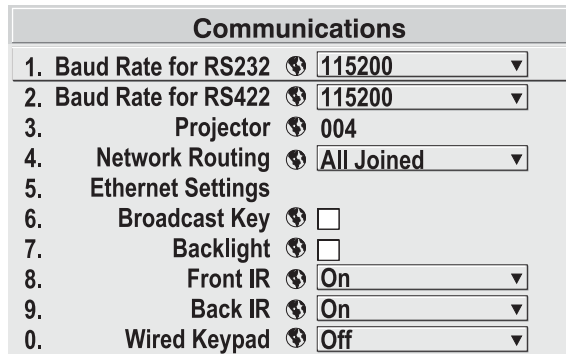 Communications
1. Baud Rate for RS232 115200
2. Baud Rate for RS422 115200
3. Projector 004
4. Network Routing All Joined
5. Ethernet Settings
6. Broadcast Key
7. Backlight
8. Front IR On
9. Back IR On
0. Wired Keypad Off